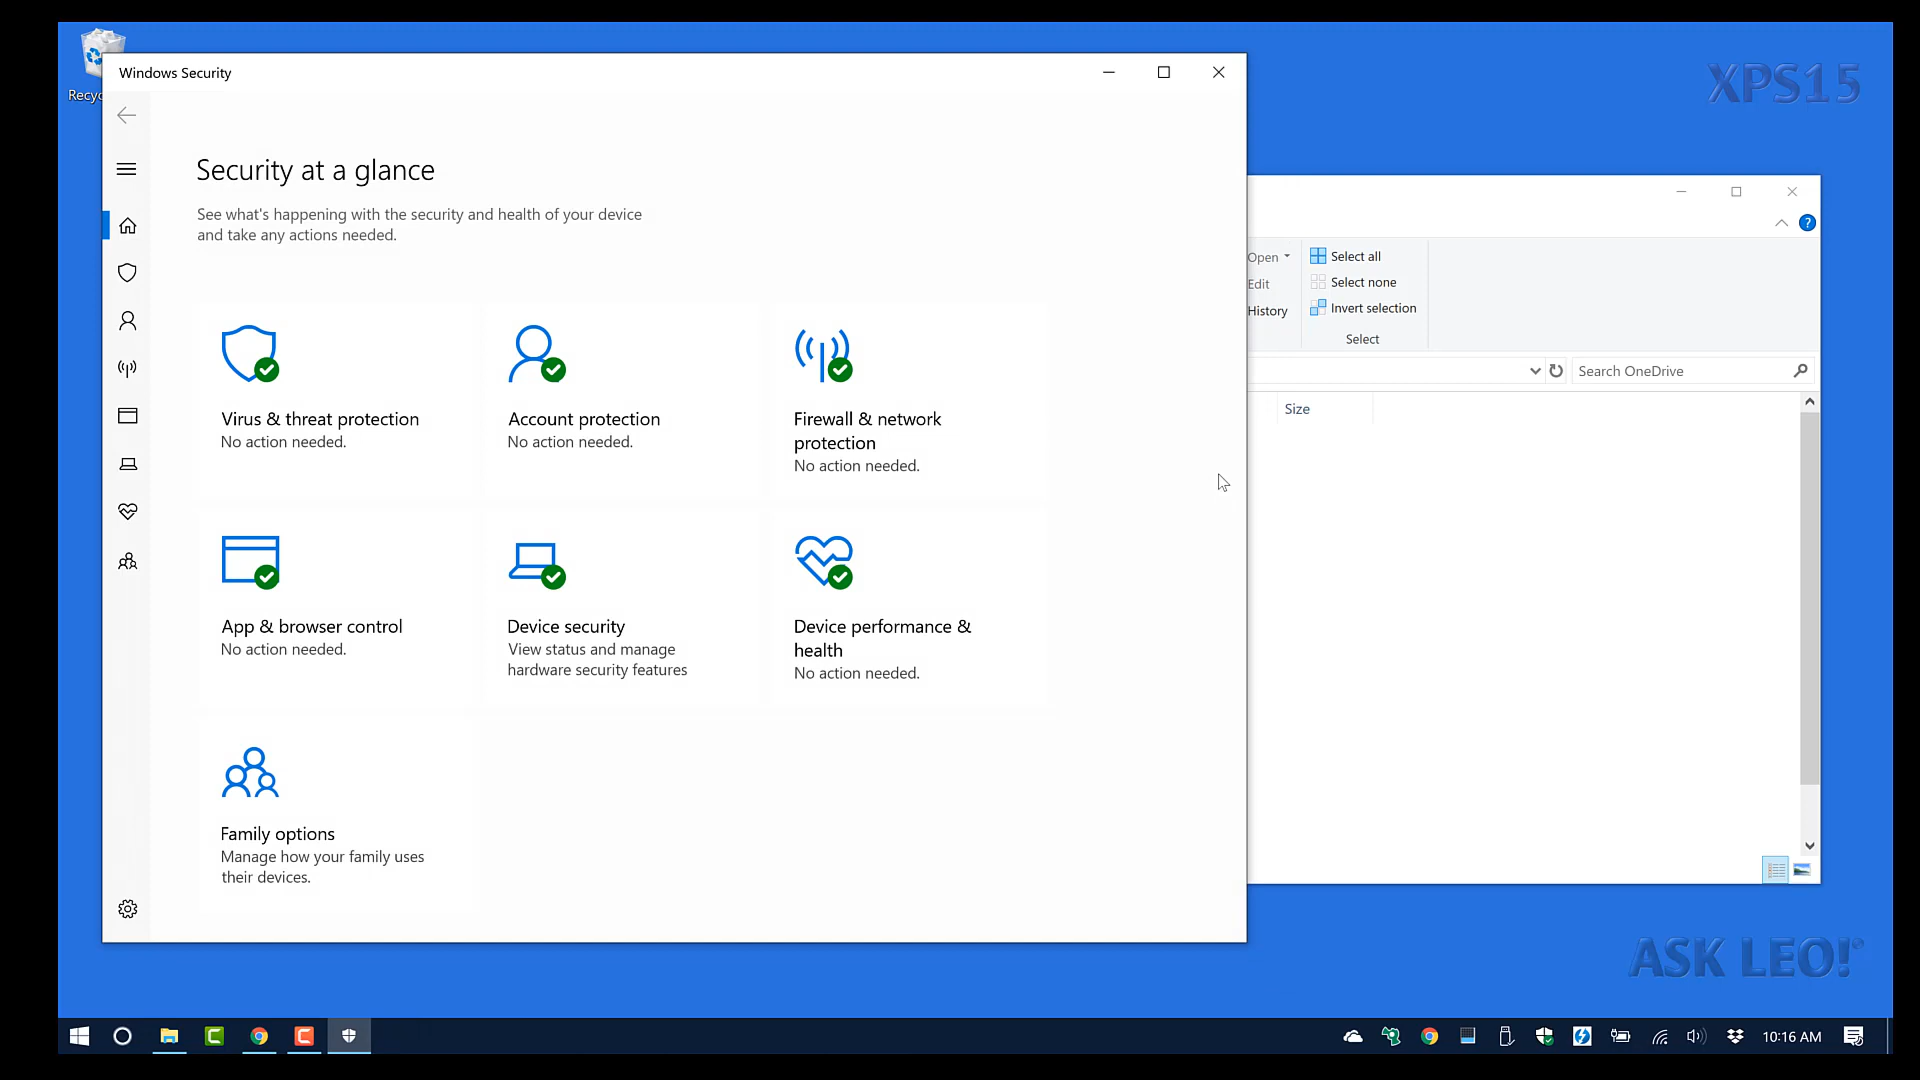 Recyc
Windows Security
XPS15
Security at a glance
See what's happening with the security and health of your device
and take any actions needed.
Virus & threat protection
No action needed.
Account protection
No action needed.
Firewall & network
protection
No action needed.
App & browser control
No action needed.
Device security
View status and manage
hardware security features
Device performance &
health
No action needed.
Family options
Manage how your family uses
their devices.
?
Open
Edit
History
Select all
Select none
Invert selection
Select
Search OneDrive
Size
ASK LEO!®
10:16 AM